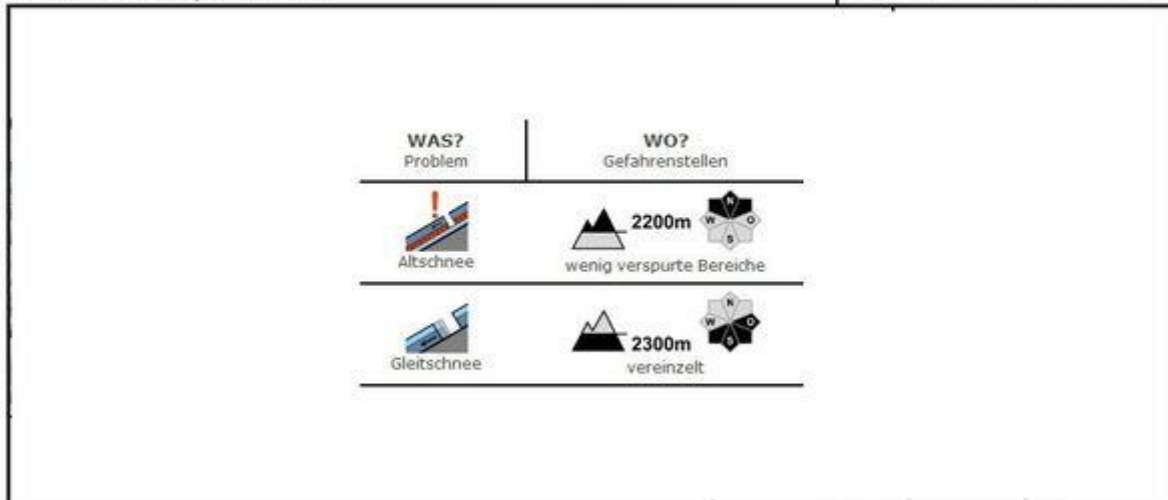 WAS? WO?
Problem Gefahrenstellen
!
2200m N W O S
Altschnee wenig verspurte Bereiche
2300m N W O S
Gleitschnee vereinzelt